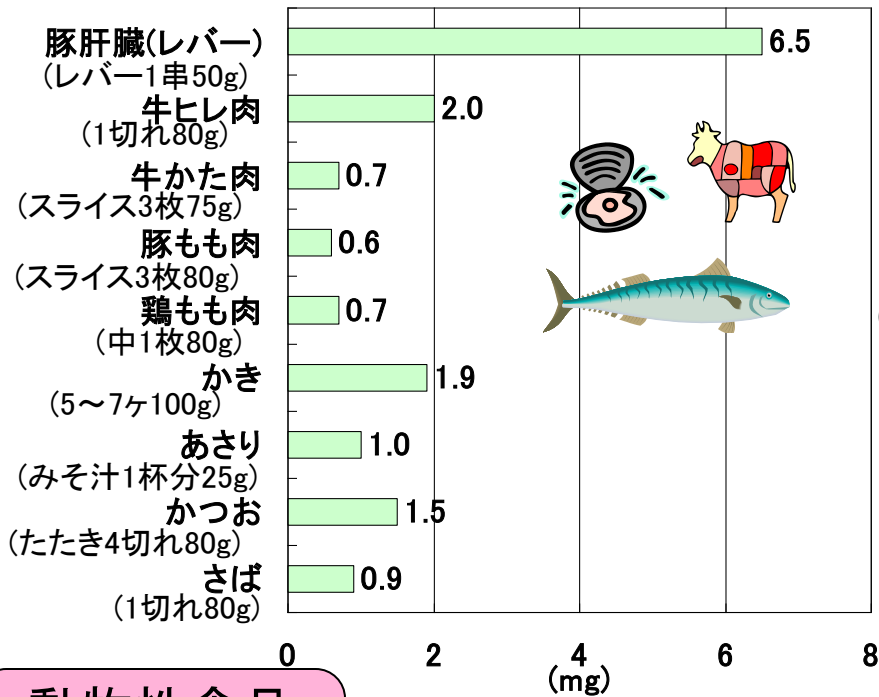 豚肝臓(レバー)
6.5
(レバー1串50g)
牛ヒレ肉
2.0
(1切れ80g)
牛かた肉
0.7
(スライス3枚75g)
豚もも肉
0.6
(スライス3枚80g)
鶏もも肉
0.7
(中1枚80g)
かき
1.9
(5~7ヶ100g)
あさり
1.0
(みそ汁1杯分25g)
かつお
1.5
(たたき4切れ80g)
さば
0.9
(1切れ80g)
0 2 4 6 8
(mg)